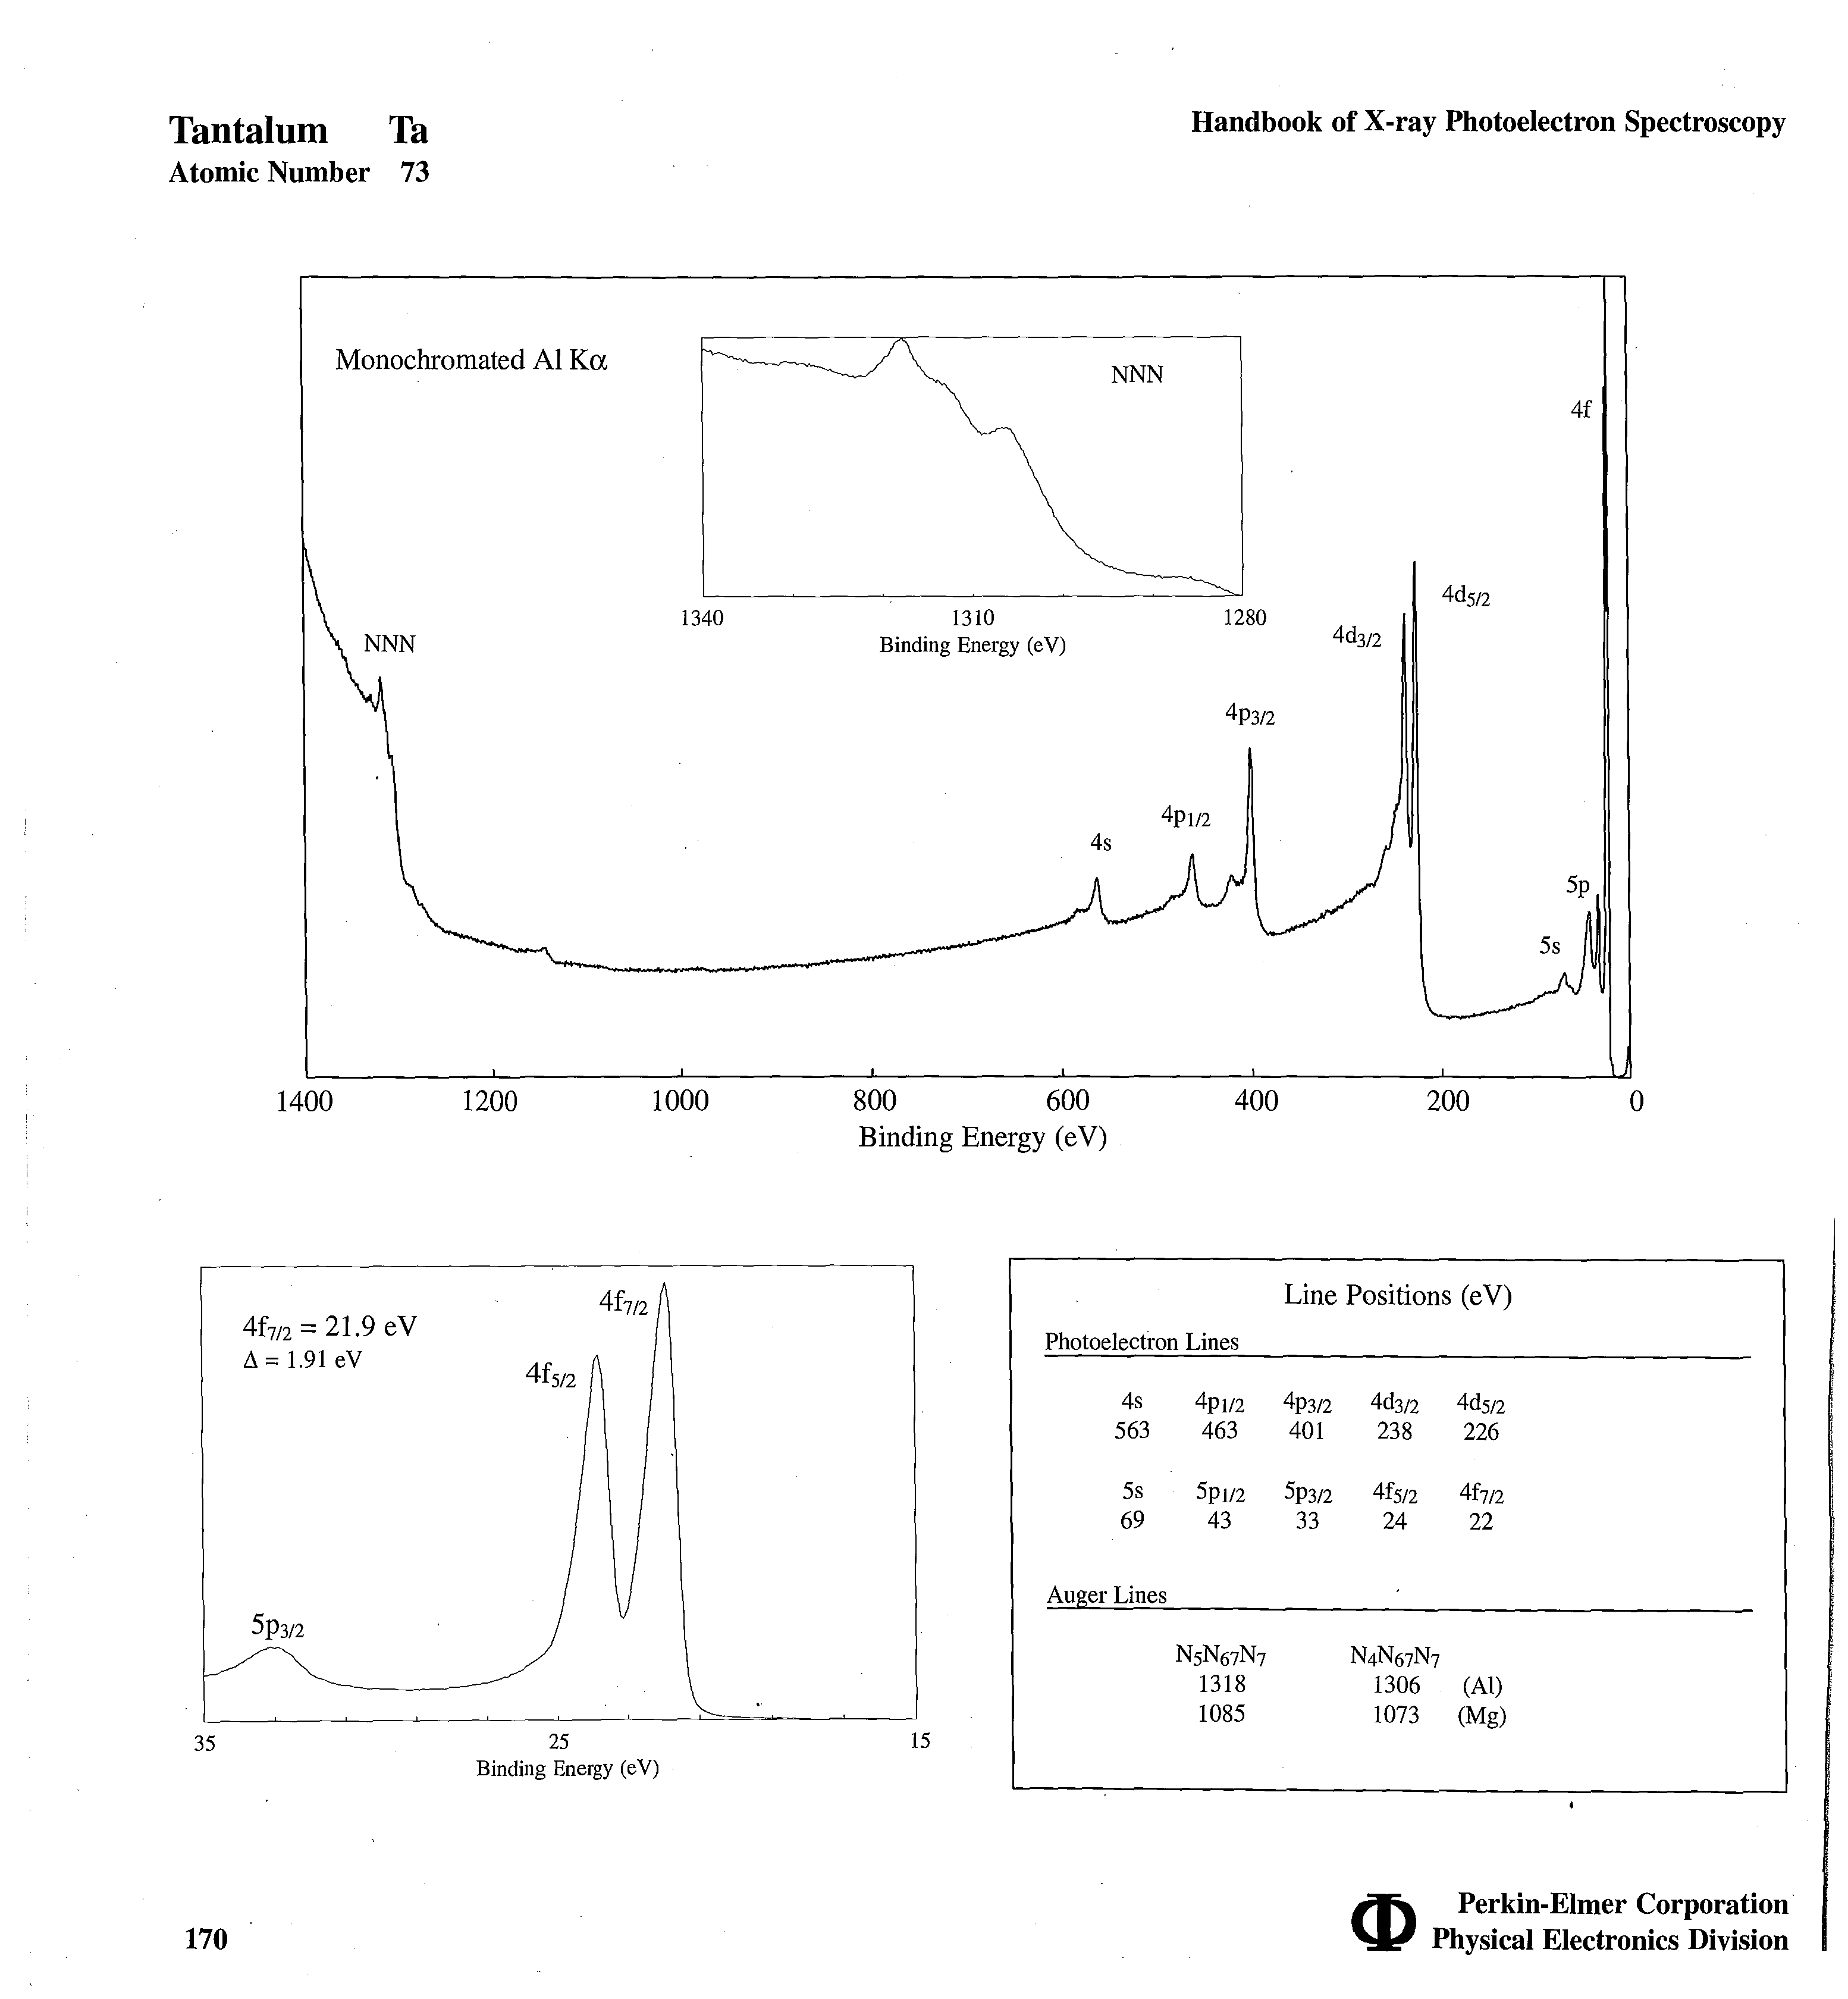 Tantalum Ta
Atomic Number 73
Handbook of X-ray Photoelectron Spectroscopy
Monochromated Al Kα
NNN
1340 1310 1280
Binding Energy (eV)
NNN
4s
4p1/2
4p3/2
4d3/2
4d5/2
5s
5p
4f
1400 1200 1000 800 600 400 200 0
Binding Energy (eV)
4f7/2 = 21.9 eV
Δ = 1.91 eV
4f7/2
4f5/2
5p3/2
35 25 15
Binding Energy (eV)
Line Positions (eV)
Photoelectron Lines
4s 4p1/2 4p3/2 4d3/2 4d5/2
563 463 401 238 226
5s 5p1/2 5p3/2 4f5/2 4f7/2
69 43 33 24 22
Auger Lines
N5N67N7 N4N67N7
1318 1306 (Al)
1085 1073 (Mg)
170
Perkin-Elmer Corporation
Physical Electronics Division